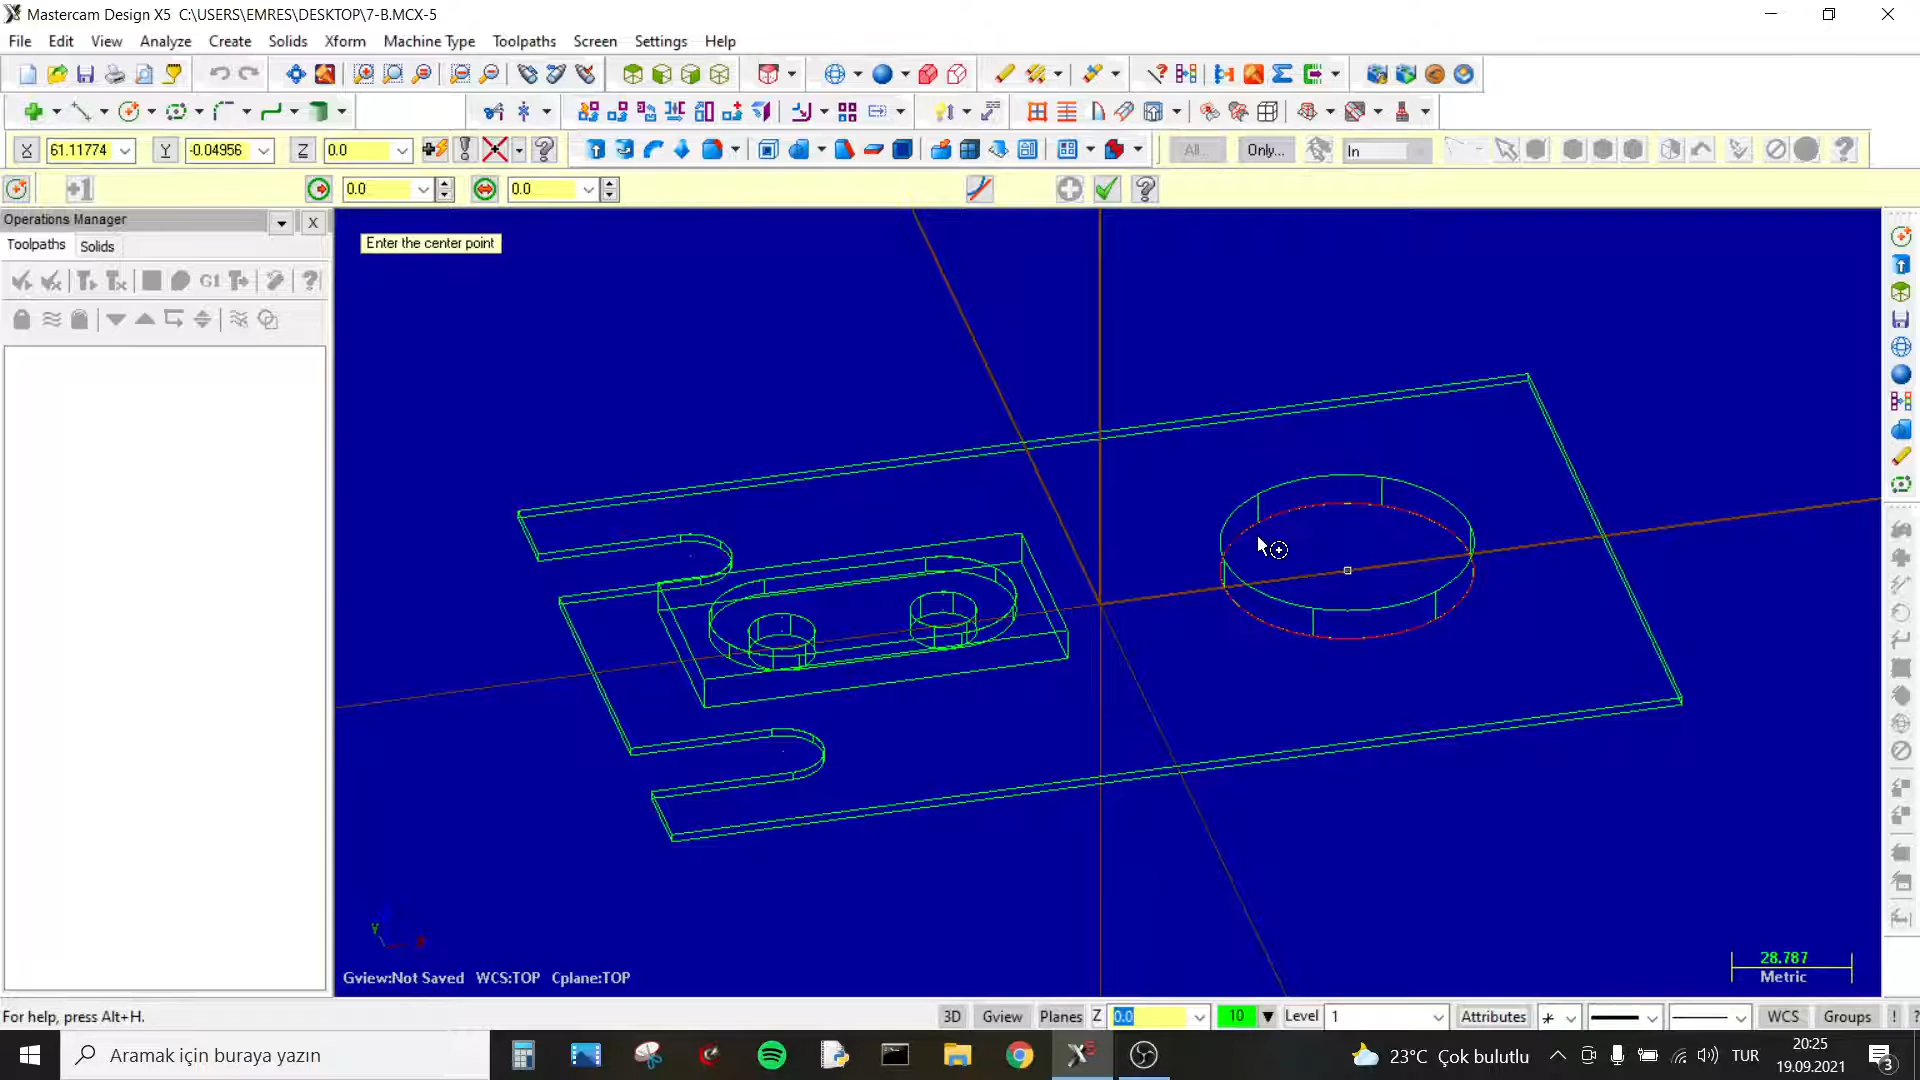 Mastercam Design X5 C:\USERS\EMRES\DESKTOP\7-B.MCX-5
File Edit View Analyze Create Solids Xform Machine Type Toolpaths Screen Settings Help
X 61.11774 Y -0.04956 Z 0.0 All... Only... In
+1 0.0 0.0
Operations Manager
Toolpaths Solids
G1
Enter the center point
Y X
28.787
Metric
Gview:Not Saved WCS:TOP Cplane:TOP
For help, press Alt+H.
3D Gview Planes Z 0.0 10 Level 1 Attributes WCS Groups ! ?
Aramak için buraya yazın
23°C Çok bulutlu
TUR
20:25
19.09.2021
3